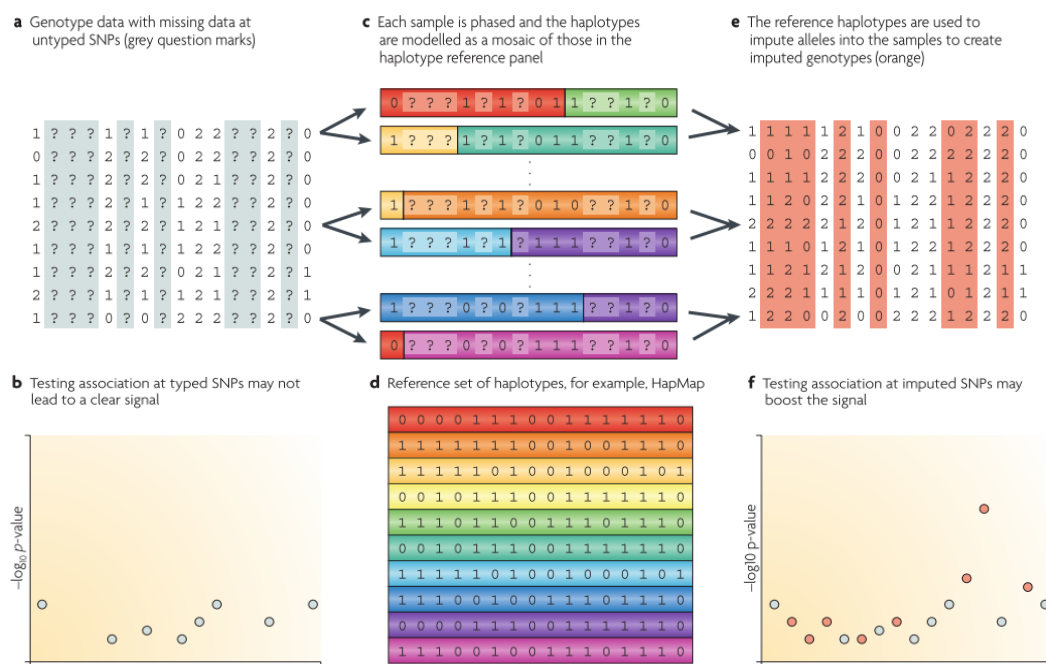 a Genotype data with missing data at
untyped SNPs (grey question marks)
1 ? ? ? 1 ? 1 ? 0 2 2 ? ? 2 ? 0
0 ? ? ? 2 ? 2 ? 0 2 2 ? ? 2 ? 0
1 ? ? ? 2 ? 2 ? 0 2 1 ? ? 2 ? 0
1 ? ? ? 2 ? 1 ? 1 2 2 ? ? 2 ? 0
2 ? ? ? 2 ? 2 ? 1 2 1 ? ? 2 ? 0
1 ? ? ? 1 ? 1 ? 1 2 2 ? ? 2 ? 0
1 ? ? ? 2 ? 2 ? 0 2 1 ? ? 2 ? 1
2 ? ? ? 1 ? 1 ? 1 2 1 ? ? 2 ? 1
1 ? ? ? 0 ? 0 ? 2 2 2 ? ? 2 ? 0
c Each sample is phased and the haplotypes
are modelled as a mosaic of those in the
haplotype reference panel
0 ? ? ? 1 ? 1 ? 0 1 1 ? ? 1 ? 0
1 ? ? ? 1 ? 1 ? 0 1 1 ? ? 1 ? 0
1 ? ? ? 1 ? 1 ? 0 1 0 ? ? 1 ? 0
1 ? ? ? 1 ? 1 ? 1 1 1 ? ? 1 ? 0
1 ? ? ? 0 ? 0 ? 1 1 1 ? ? 1 ? 0
0 ? ? ? 0 ? 0 ? 1 1 1 ? ? 1 ? 0
e The reference haplotypes are used to
impute alleles into the samples to create
imputed genotypes (orange)
1 1 1 1 1 2 1 0 0 2 2 0 2 2 2 0
0 0 1 0 2 2 2 0 0 2 2 2 2 2 2 0
1 1 1 1 2 2 2 0 0 2 1 1 2 2 2 0
1 1 2 0 2 2 1 0 1 2 2 1 2 2 2 0
2 2 2 2 2 1 2 0 1 2 1 1 2 2 2 0
1 1 1 0 1 2 1 0 1 2 2 1 2 2 2 0
1 1 2 1 2 1 2 0 0 2 1 1 1 2 1 1
2 2 2 1 1 1 1 0 1 2 1 0 1 2 1 1
1 2 2 0 0 2 0 0 2 2 2 1 2 2 2 0
b Testing association at typed SNPs may not
lead to a clear signal
–log10 p-value
d Reference set of haplotypes, for example, HapMap
0 0 0 0 1 1 1 0 0 1 1 1 1 1 1 0
1 1 1 1 1 1 1 0 0 1 0 0 1 1 1 0
1 1 1 1 1 0 1 0 0 1 0 0 0 1 0 1
0 0 1 0 1 1 1 0 0 1 1 1 1 1 1 0
1 1 1 0 1 1 0 0 1 1 1 0 1 1 1 0
0 0 1 0 1 1 1 0 0 1 1 1 1 1 1 0
1 1 1 1 1 0 1 0 0 1 0 0 0 1 0 1
1 1 1 0 0 1 0 0 1 1 1 0 1 1 1 0
0 0 0 0 1 1 1 0 0 1 1 1 1 1 1 0
1 1 1 0 0 1 0 0 1 1 1 0 1 1 1 0
f Testing association at imputed SNPs may
boost the signal
–log10 p-value